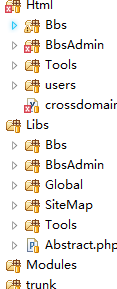 Html
Bbs
BbsAdmin
Tools
users
crossdomain
Libs
Bbs
BbsAdmin
Global
SiteMap
Tools
Abstract.php
Modules
trunk